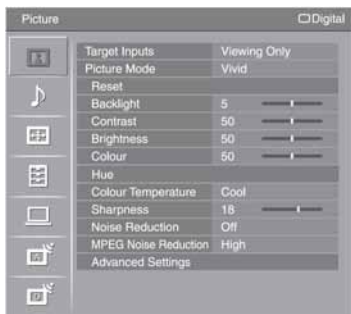 Picture Digital
Target Inputs Viewing Only
Picture Mode Vivid
Reset
Backlight 5
Contrast 50
Brightness 50
Colour 50
Hue
Colour Temperature Cool
Sharpness 18
Noise Reduction Off
MPEG Noise Reduction High
Advanced Settings